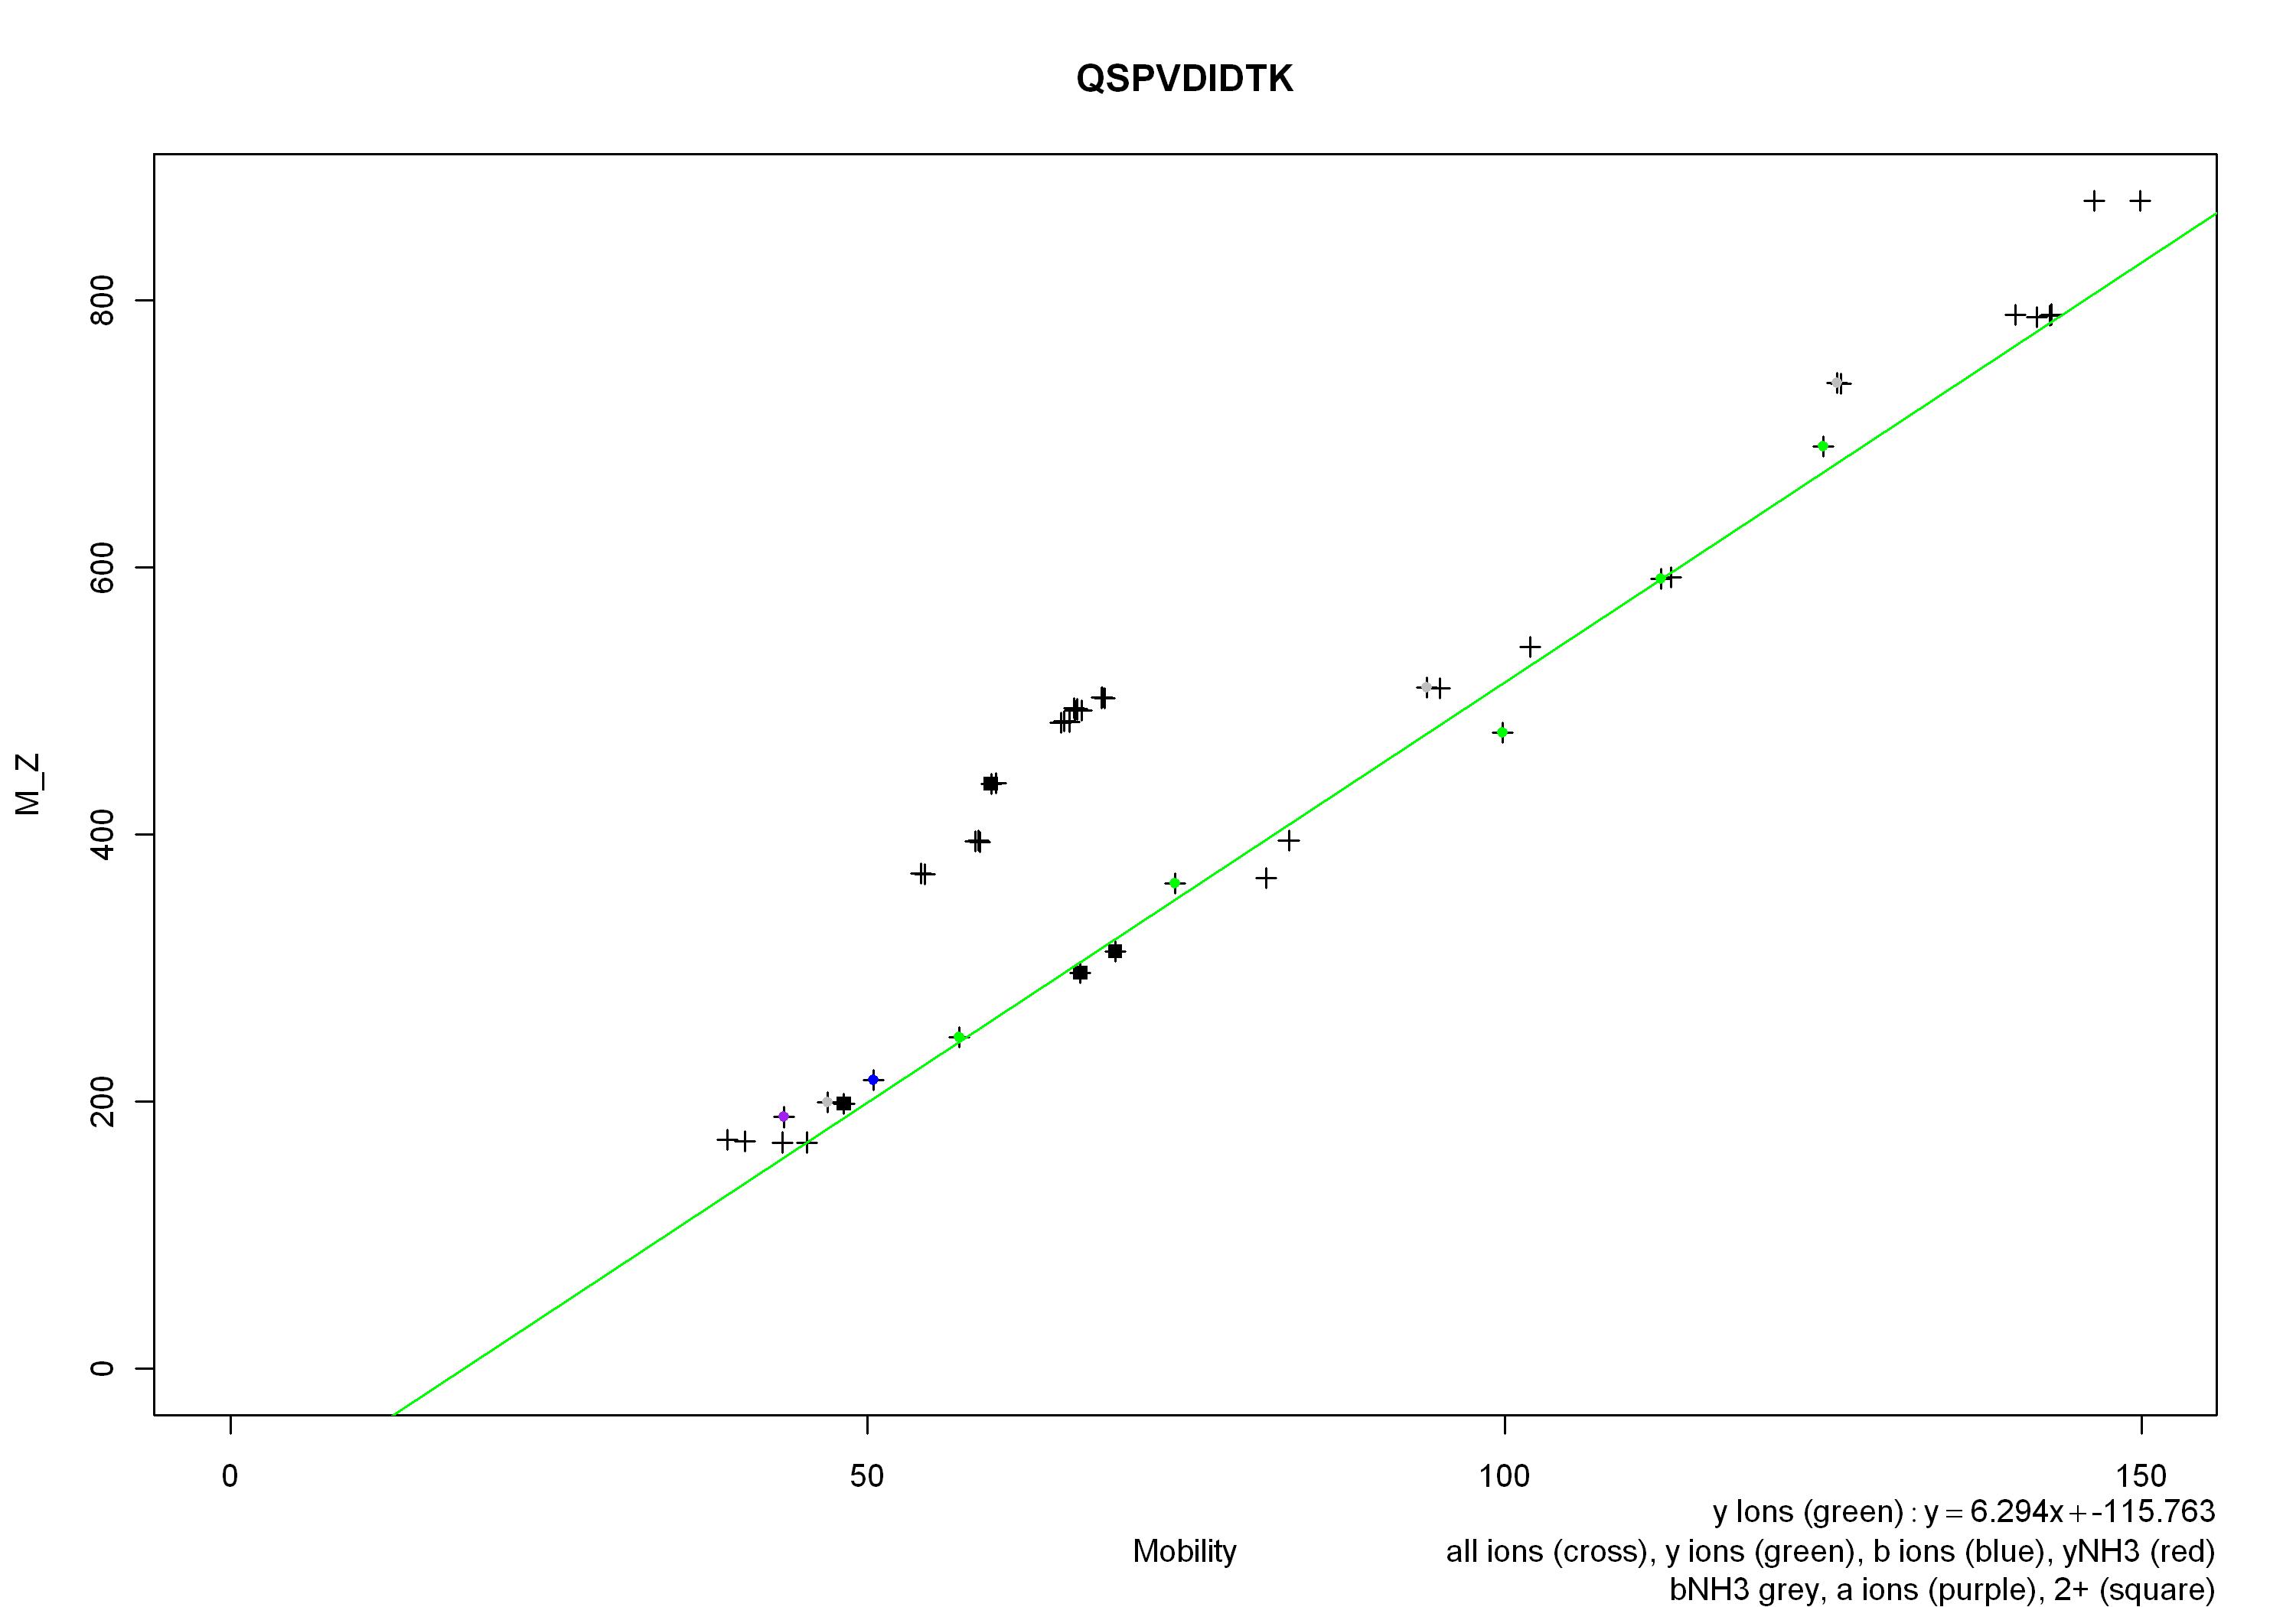 QSPVDIDTK
800
600
400
200
0
M_Z
0 50 100 150
y Ions (green) : y = 6.294x + -115.763
Mobility
all ions (cross), y ions (green), b ions (blue), yNH3 (red)
bNH3 grey, a ions (purple), 2+ (square)